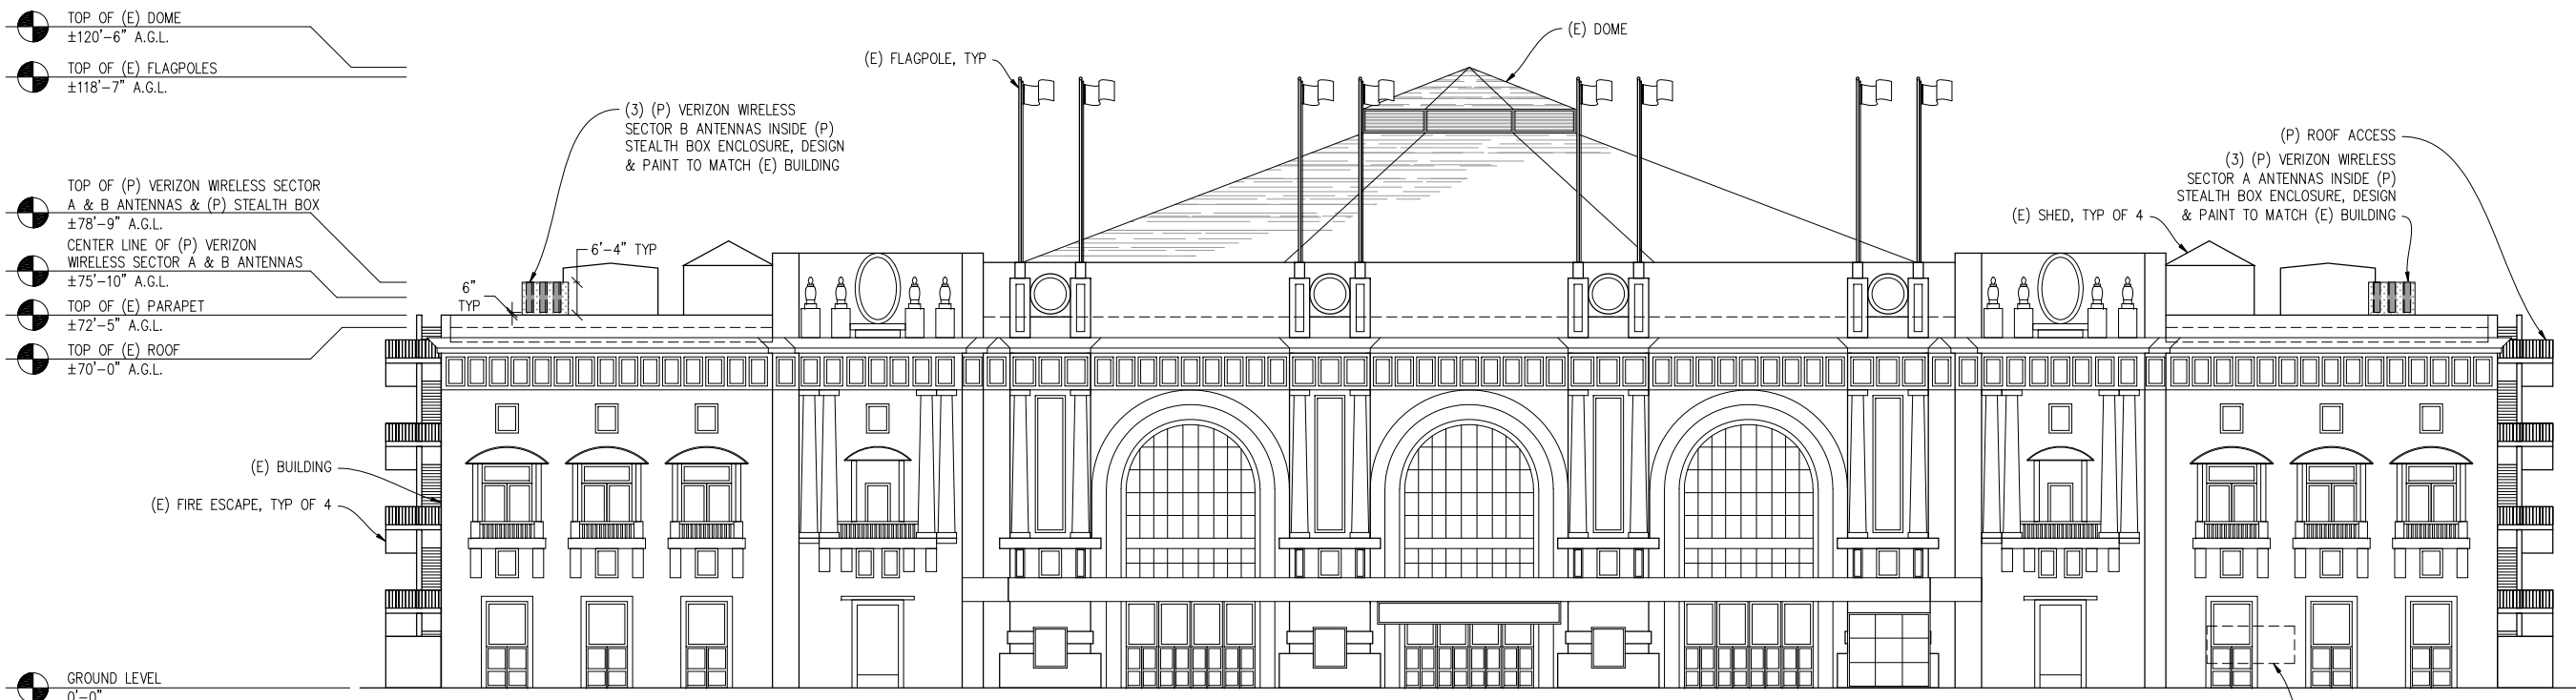 TOP OF (E) DOME
±120'-6" A.G.L.
TOP OF (E) FLAGPOLES
±118'-7" A.G.L.
TOP OF (P) VERIZON WIRELESS SECTOR
A & B ANTENNAS & (P) STEALTH BOX
±78'-9" A.G.L.
CENTER LINE OF (P) VERIZON
WIRELESS SECTOR A & B ANTENNAS
±75'-10" A.G.L.
TOP OF (E) PARAPET
±72'-5" A.G.L.
TOP OF (E) ROOF
±70'-0" A.G.L.
(E) BUILDING
(E) FIRE ESCAPE, TYP OF 4
GROUND LEVEL
0'-0"
(3) (P) VERIZON WIRELESS
SECTOR B ANTENNAS INSIDE (P)
STEALTH BOX ENCLOSURE, DESIGN
& PAINT TO MATCH (E) BUILDING
6'-4" TYP
6"
TYP
(E) FLAGPOLE, TYP
(E) DOME
(P) ROOF ACCESS
(3) (P) VERIZON WIRELESS
SECTOR A ANTENNAS INSIDE (P)
STEALTH BOX ENCLOSURE, DESIGN
& PAINT TO MATCH (E) BUILDING
(E) SHED, TYP OF 4